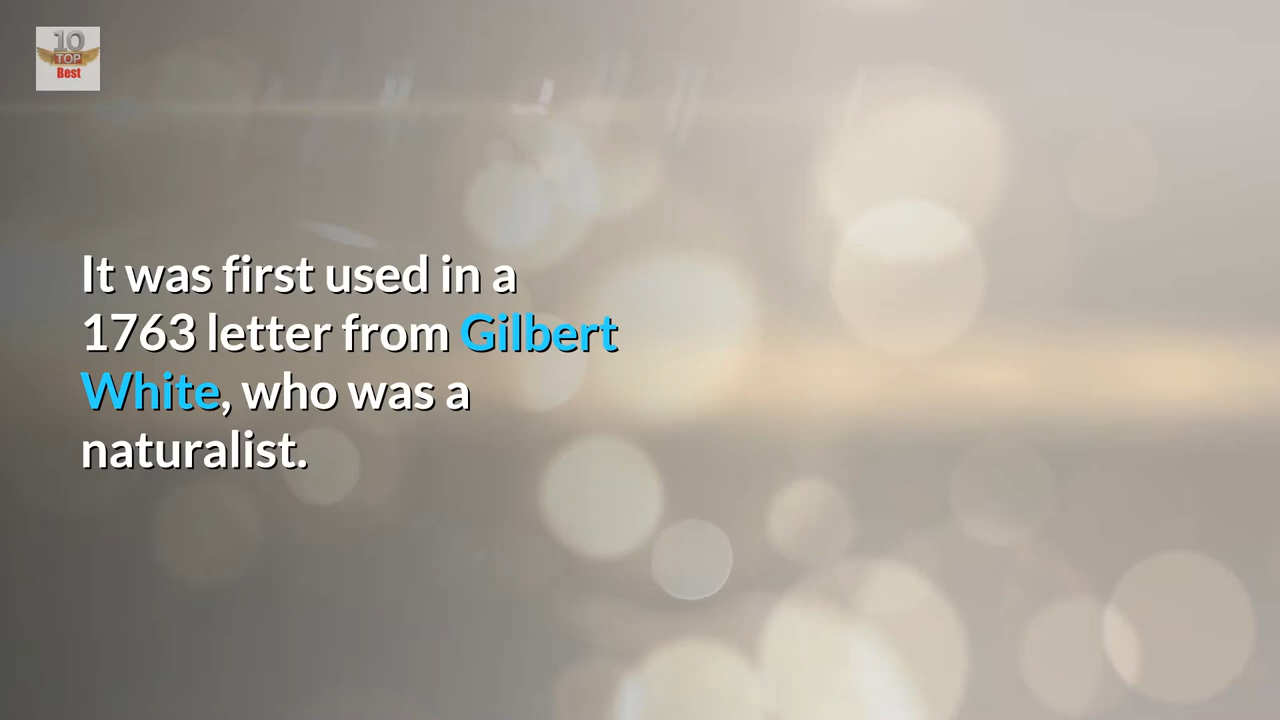 10
TOP
Best
It was first used in a
1763 letter from Gilbert
White, who was a
naturalist.